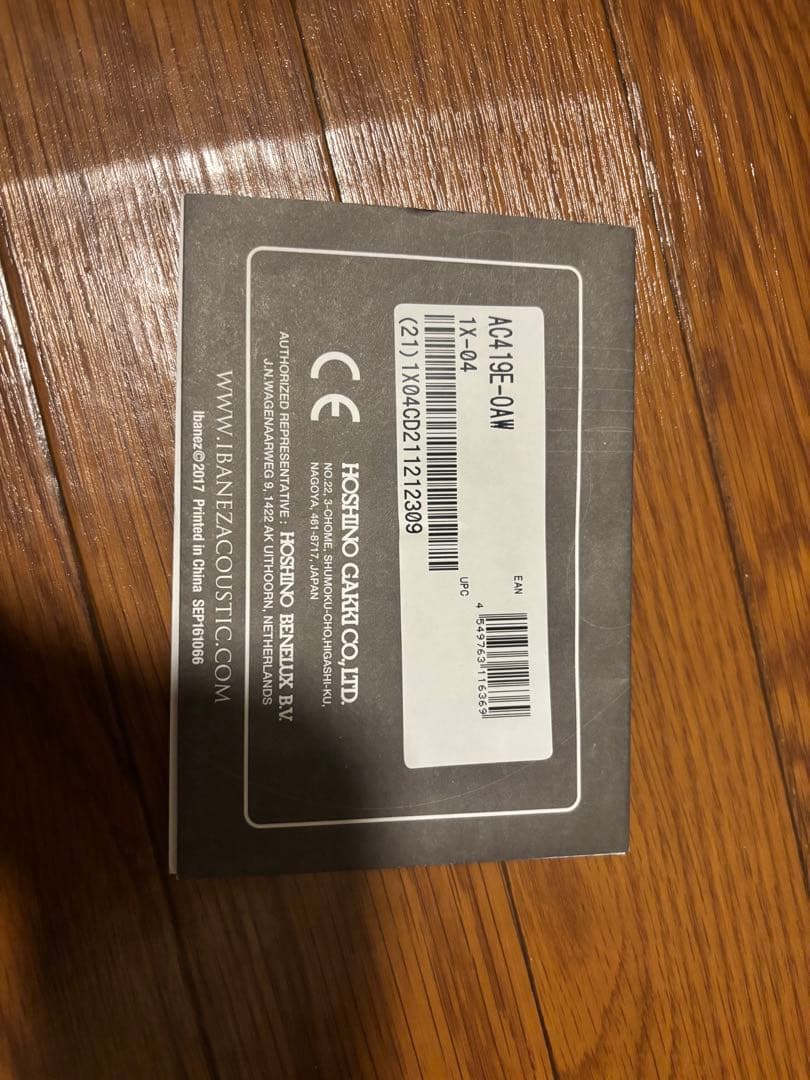 AC419E-OAW
1X-04
(21)1X04CD211212309
EAN
4 549763 116369
UPC
CE
HOSHINO GAKKI CO.,LTD.
NO.22, 3-CHOME, SHUMOKU-CHO,HIGASHI-KU,
NAGOYA, 461-8717, JAPAN
AUTHORIZED REPRESENTATIVE : HOSHINO BENELUX B.V.
J.N.WAGENAARWEG 9, 1422 AK UITHOORN, NETHERLANDS
WWW.IBANEZACOUSTIC.COM
Ibanez©2017 Printed in China SEP161066